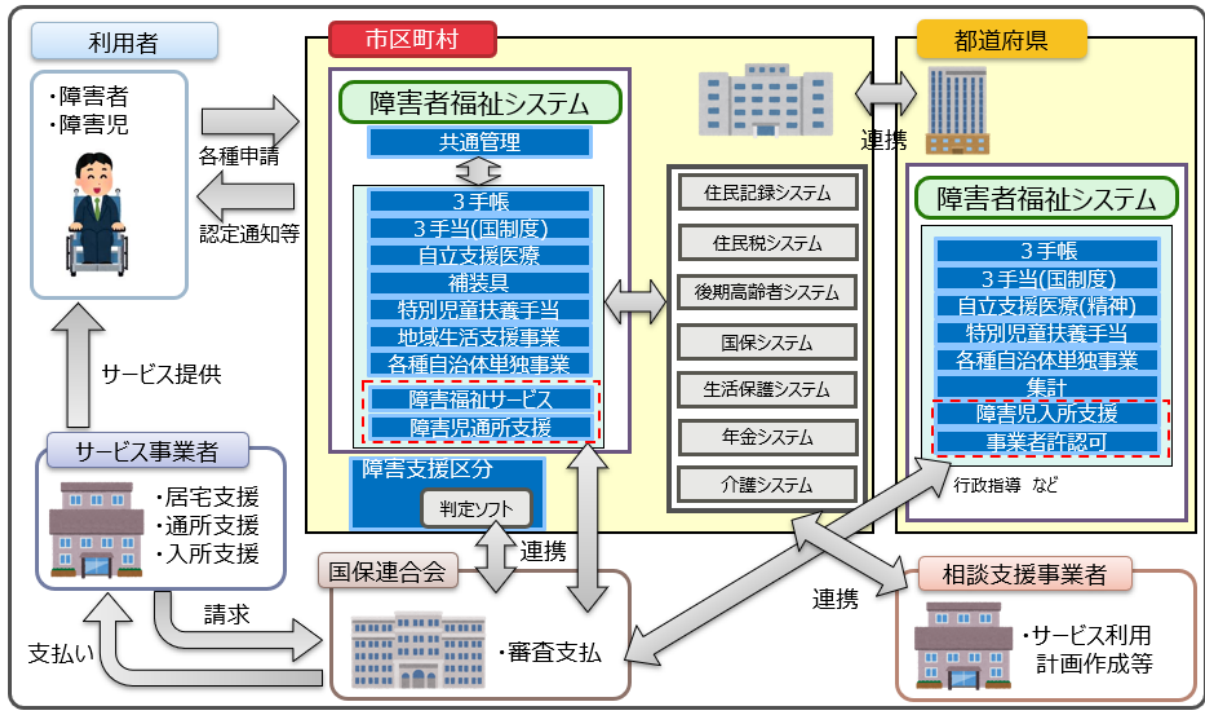 利用者
・障害者
・障害児
各種申請
認定通知等
サービス提供
サービス事業者
・居宅支援
・通所支援
・入所支援
請求
支払い
市区町村
障害者福祉システム
共通管理
３手帳
３手当(国制度)
自立支援医療
補装具
特別児童扶養手当
地域生活支援事業
各種自治体単独事業
障害福祉サービス
障害児通所支援
障害支援区分
判定ソフト
連携
住民記録システム
住民税システム
後期高齢者システム
国保システム
生活保護システム
年金システム
介護システム
連携
都道府県
障害者福祉システム
３手帳
３手当(国制度)
自立支援医療(精神)
特別児童扶養手当
各種自治体単独事業
集計
障害児入所支援
事業者許認可
行政指導 など
国保連合会
・審査支払
連携
相談支援事業者
・サービス利用
計画作成等